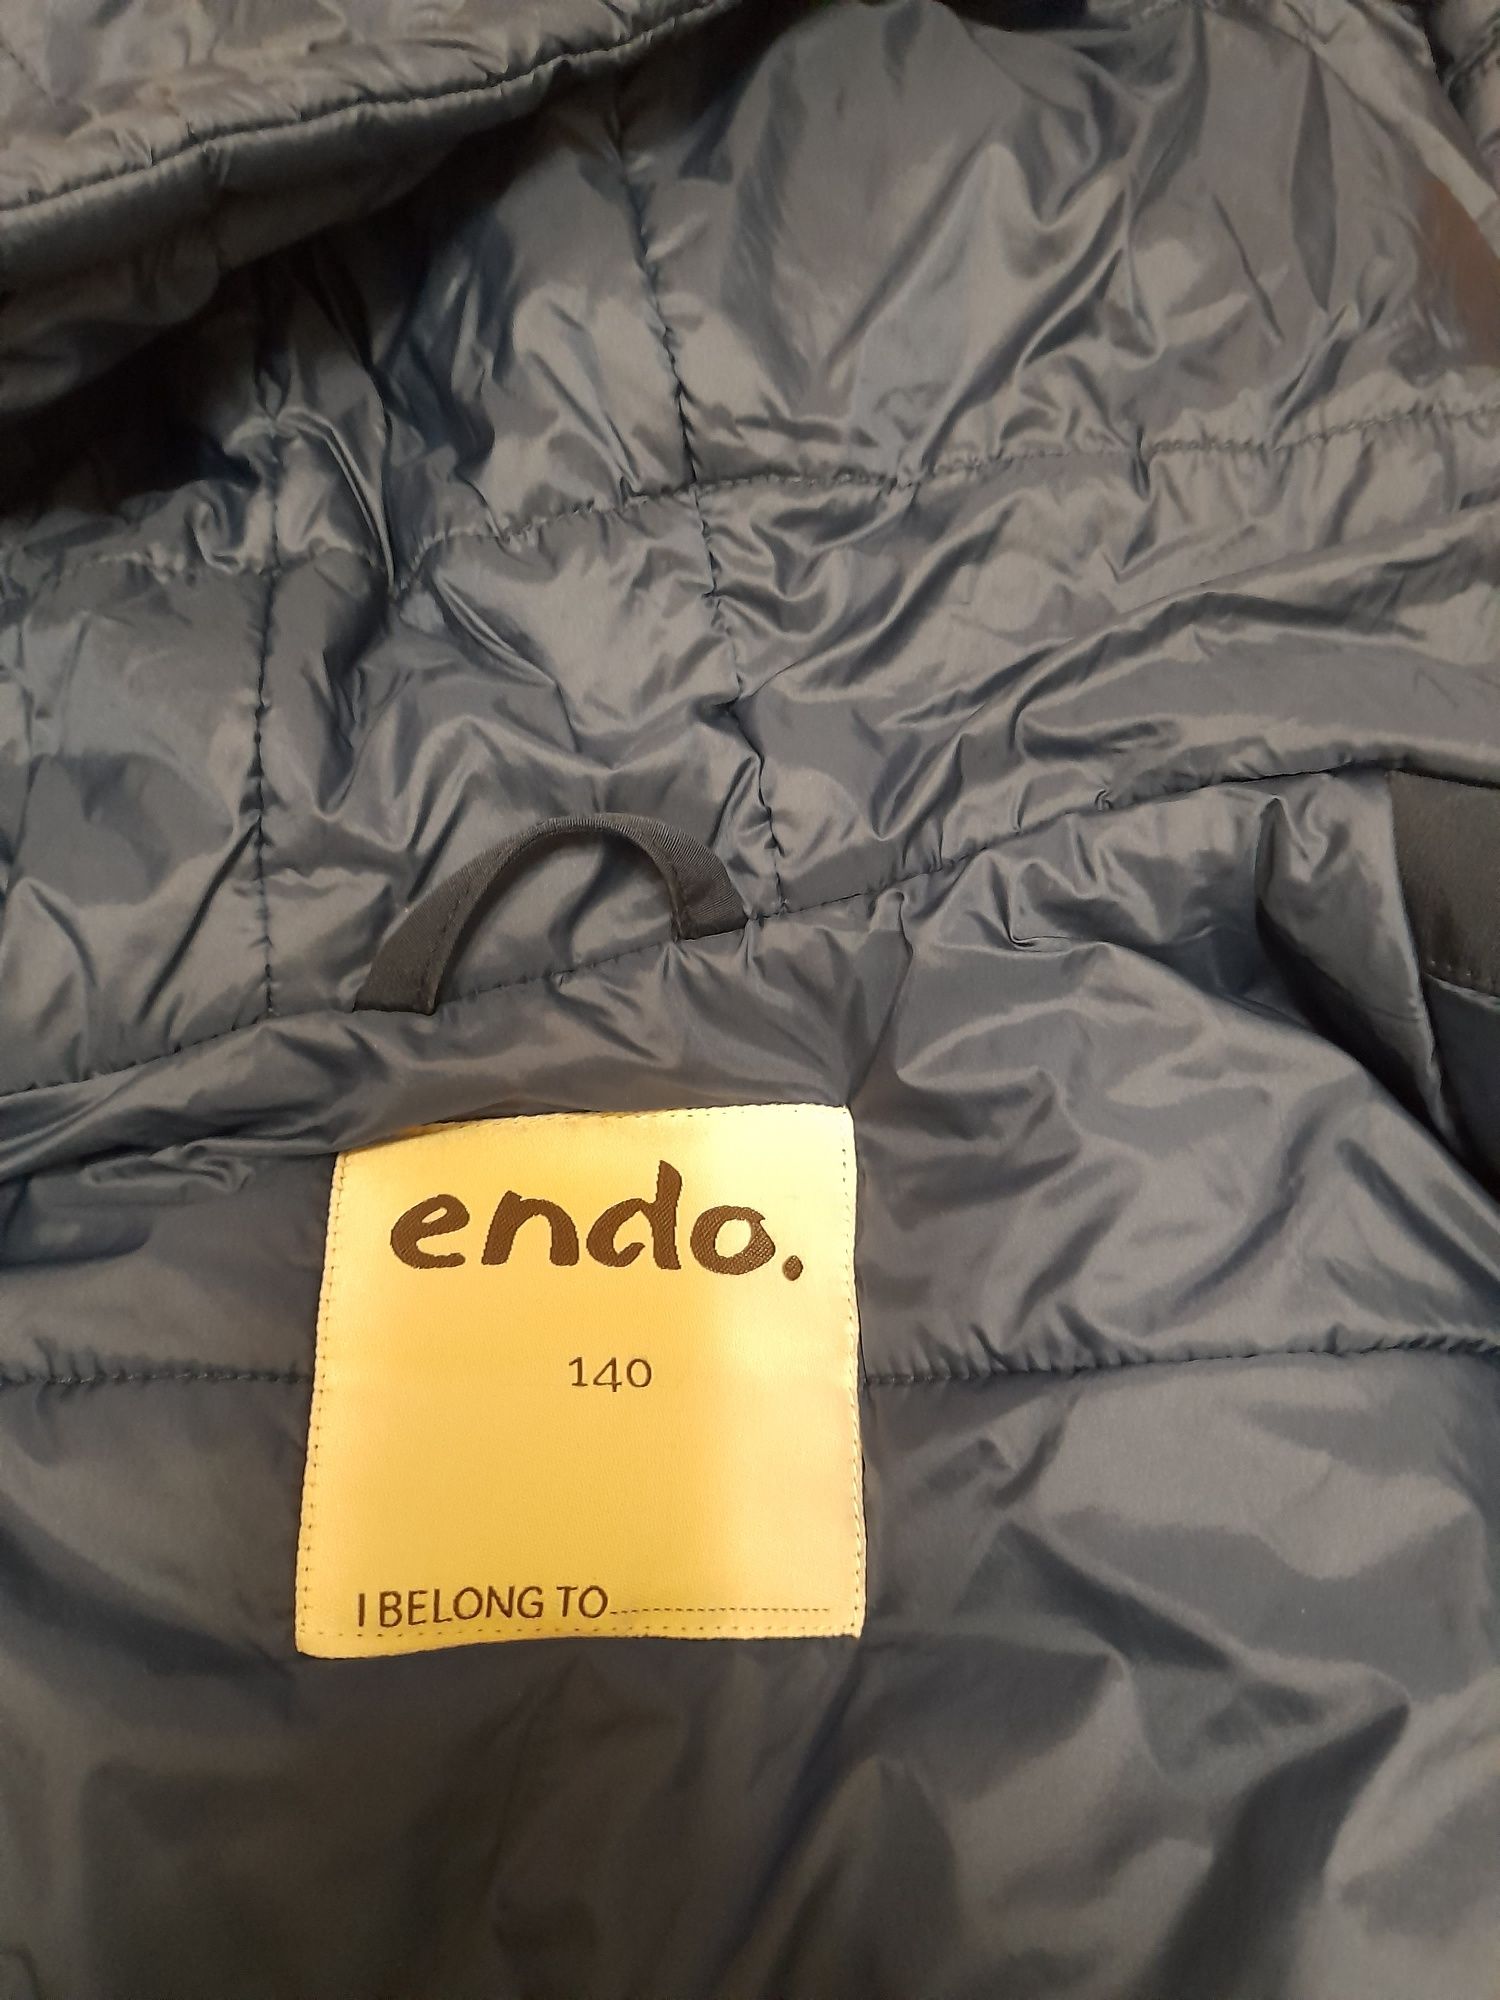 endo.
140
I BELONG TO